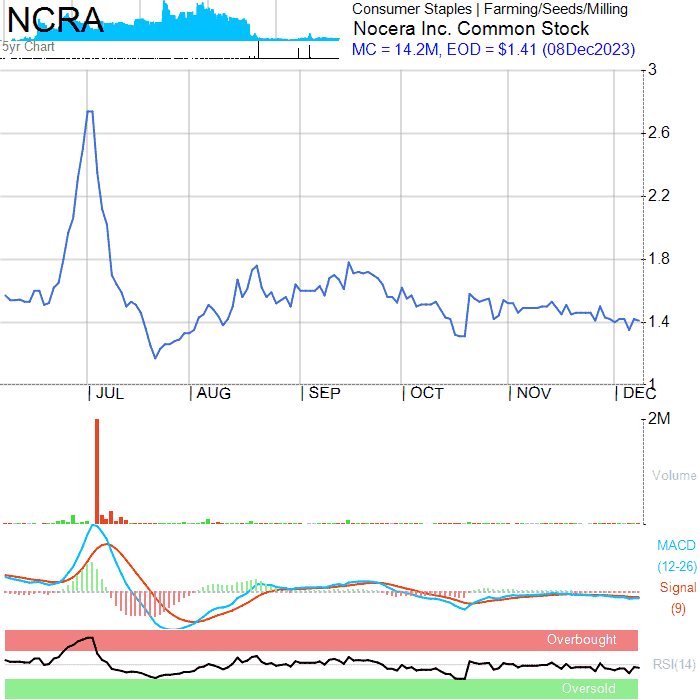 NCRA
5yr Chart
Consumer Staples | Farming/Seeds/Milling
Nocera Inc. Common Stock
MC = 14.2M, EOD = $1.41 (08Dec2023)
3
2.6
2.2
1.8
1.4
1
JUL
AUG
SEP
OCT
NOV
DEC
2M
Volume
MACD
(12-26)
Signal
(9)
Overbought
RSI(14)
Oversold